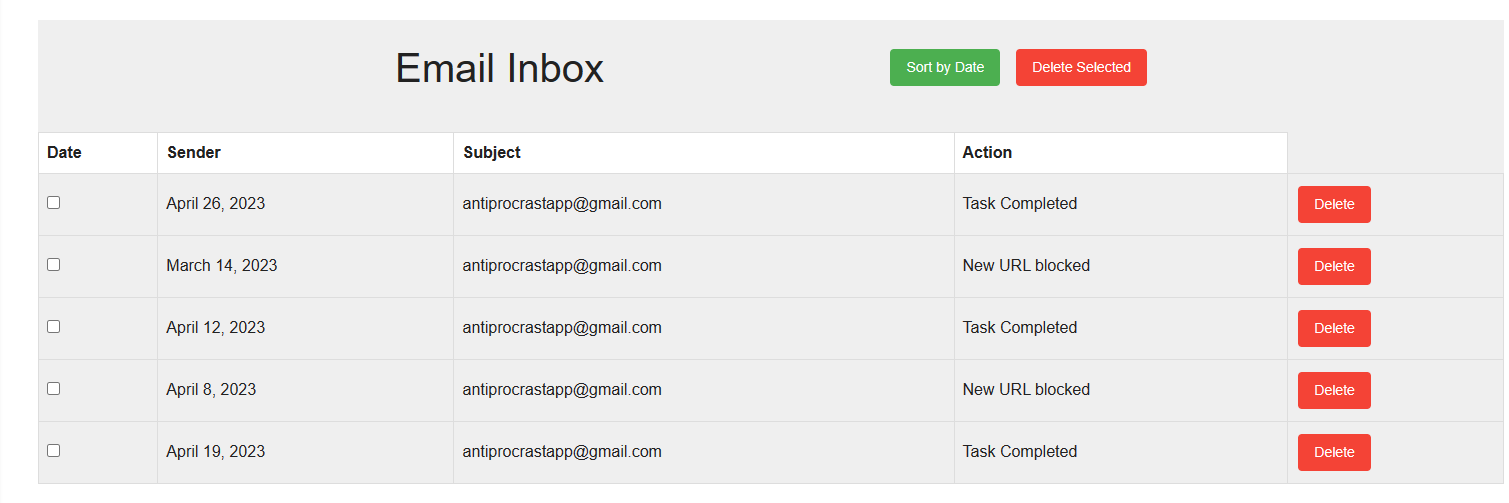 Email Inbox Sort by Date Delete Selected
Date Sender Subject Action
April 26, 2023 antiprocrastapp@gmail.com Task Completed Delete
March 14, 2023 antiprocrastapp@gmail.com New URL blocked Delete
April 12, 2023 antiprocrastapp@gmail.com Task Completed Delete
April 8, 2023 antiprocrastapp@gmail.com New URL blocked Delete
April 19, 2023 antiprocrastapp@gmail.com Task Completed Delete